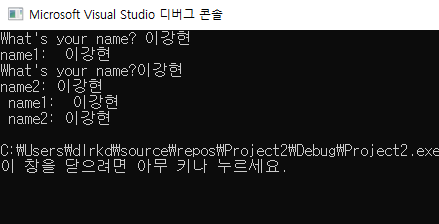 Microsoft Visual Studio 디버그 콘솔
What's your name? 이강현
name1:  이강현
What's your name?이강현
name2: 이강현
 name1:  이강현
 name2: 이강현
C:₩Users₩dlrkd₩source₩repos₩Project2₩Debug₩Project2.exe
이 창을 닫으려면 아무 키나 누르세요.